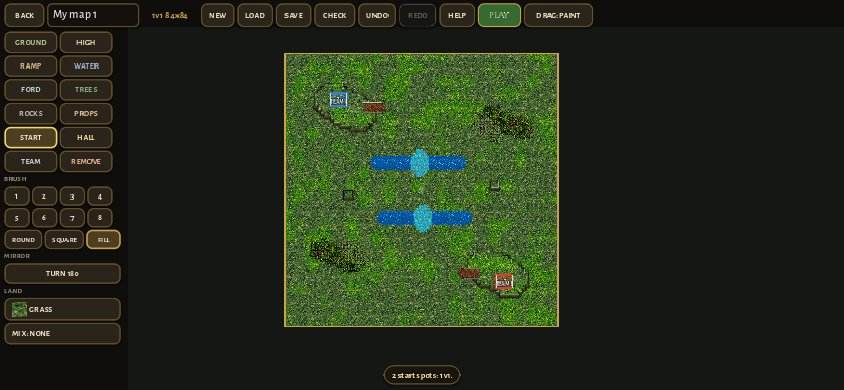 BACK
My map 1
1v1 84x84
NEW
LOAD
SAVE
CHECK
UNDO
REDO
HELP
PLAY
DRAG: PAINT
GROUND
HIGH
RAMP
WATER
FORD
TREES
ROCKS
PROPS
START
HALL
TEAM
REMOVE
BRUSH
1
2
3
4
5
6
7
8
ROUND
SQUARE
FILL
MIRROR
TURN 180
LAND
GRASS
MIX: NONE
2 start spots: 1v1.